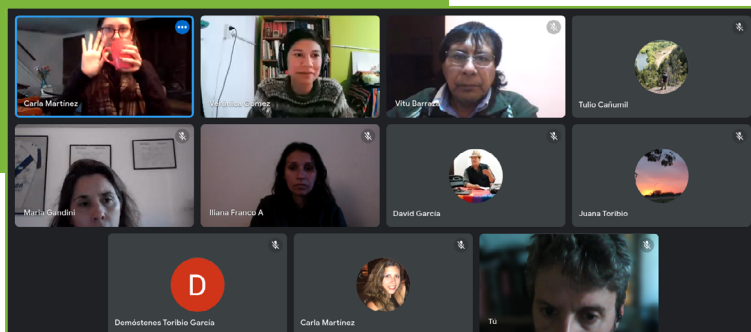 Carla Martínez
Verónica Gómez
Vitu Barraza
Tulio Cañumil
María Gandini
Iliana Franco A
David García
Juana Toribio
D
Demóstenes Toribio García
Carla Martínez
Tú